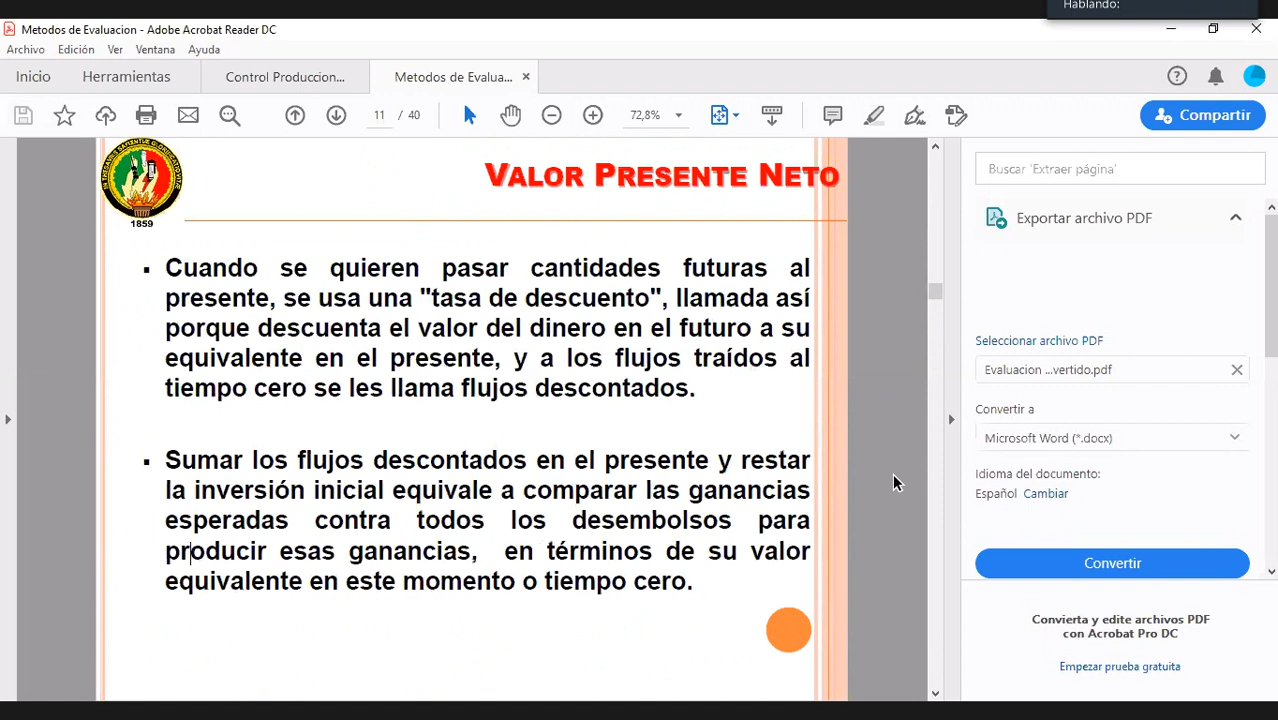 Hablando:
Metodos de Evaluacion - Adobe Acrobat Reader DC
Archivo Edición Ver Ventana Ayuda
Inicio Herramientas Control Produccion... Metodos de Evalua... ×
11 / 40 72,8% Compartir
VALOR PRESENTE NETO
1859
▪ Cuando se quieren pasar cantidades futuras al
presente, se usa una "tasa de descuento", llamada así
porque descuenta el valor del dinero en el futuro a su
equivalente en el presente, y a los flujos traídos al
tiempo cero se les llama flujos descontados.
▪ Sumar los flujos descontados en el presente y restar
la inversión inicial equivale a comparar las ganancias
esperadas contra todos los desembolsos para
producir esas ganancias, en términos de su valor
equivalente en este momento o tiempo cero.
Buscar 'Extraer página'
Exportar archivo PDF
Seleccionar archivo PDF
Evaluacion ...vertido.pdf
Convertir a
Microsoft Word (*.docx)
Idioma del documento:
Español Cambiar
Convertir
Convierta y edite archivos PDF
con Acrobat Pro DC
Empezar prueba gratuita